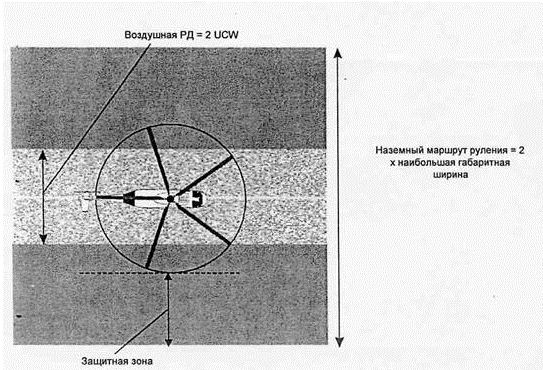 Воздушная РД = 2 UCW
Наземный маршрут руления = 2
х наибольшая габаритная
ширина
Защитная зона